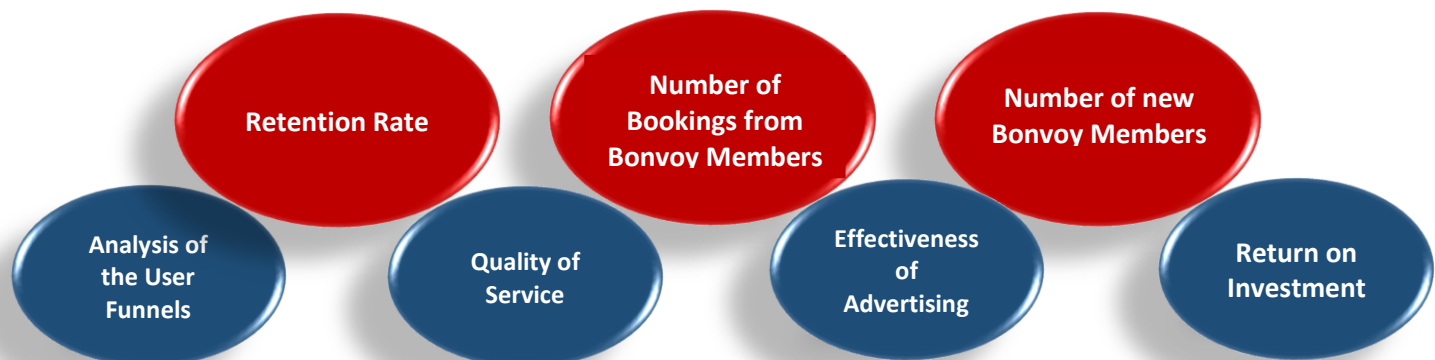 Retention Rate
Number of
Bookings from
Bonvoy Members
Number of new
Bonvoy Members
Analysis of
the User
Funnels
Quality of
Service
Effectiveness
of
Advertising
Return on
Investment